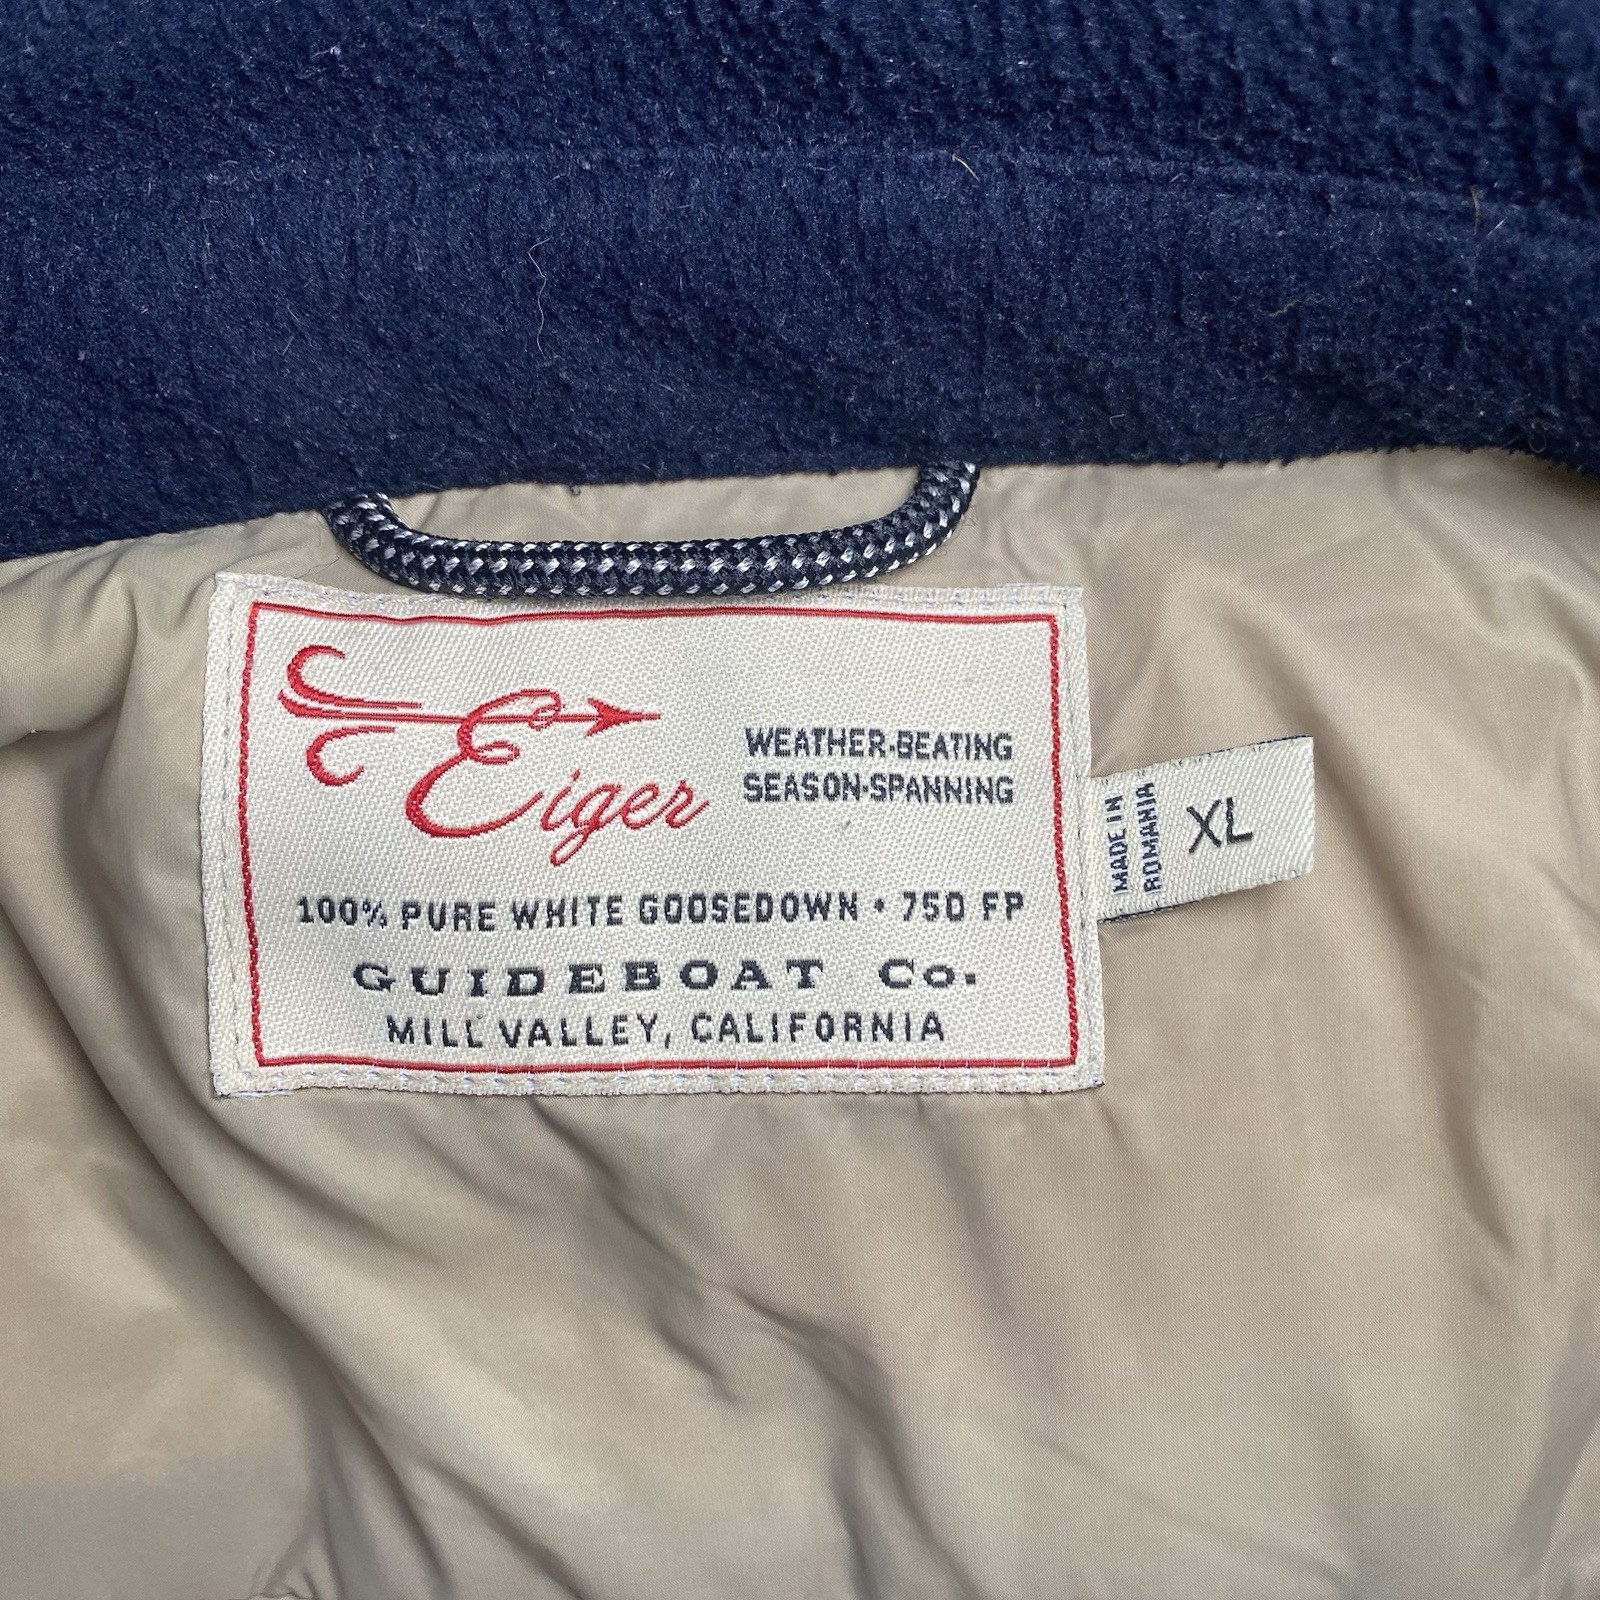 Eiger
WEATHER-BEATING
SEASON-SPANNING
100% PURE WHITE GOOSEDOWN • 750 FP
GUIDEBOAT Co.
MILL VALLEY, CALIFORNIA
MADE IN
ROMANIA
XL